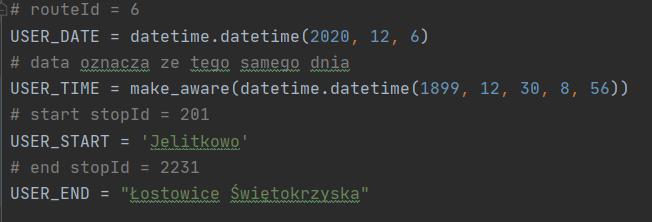 # routeId = 6
USER_DATE = datetime.datetime(2020, 12, 6)
# data oznacza ze tego samego dnia
USER_TIME = make_aware(datetime.datetime(1899, 12, 30, 8, 56))
# start stopId = 201
USER_START = 'Jelitkowo'
# end stopId = 2231
USER_END = "Łostowice Świętokrzyska"